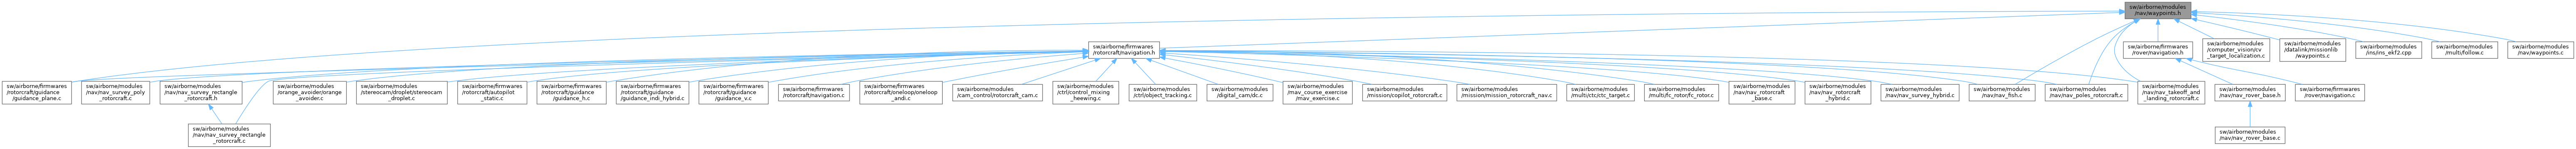 sw/airborne/modules
/nav/waypoints.h
sw/airborne/firmwares
/rotorcraft/navigation.h
sw/airborne/firmwares
/rover/navigation.h
sw/airborne/modules
/computer_vision/cv
_target_localization.c
sw/airborne/modules
/datalink/missionlib
/waypoints.c
sw/airborne/modules
/ins/ins_ekf2.cpp
sw/airborne/modules
/multi/follow.c
sw/airborne/modules
/nav/waypoints.c
sw/airborne/firmwares
/rotorcraft/guidance
/guidance_plane.c
sw/airborne/modules
/nav/nav_survey_poly
_rotorcraft.c
sw/airborne/modules
/nav/nav_survey_rectangle
_rotorcraft.h
sw/airborne/modules
/orange_avoider/orange
_avoider.c
sw/airborne/modules
/stereocam/droplet/stereocam
_droplet.c
sw/airborne/firmwares
/rotorcraft/autopilot
_static.c
sw/airborne/firmwares
/rotorcraft/guidance
/guidance_h.c
sw/airborne/firmwares
/rotorcraft/guidance
/guidance_indi_hybrid.c
sw/airborne/firmwares
/rotorcraft/guidance
/guidance_v.c
sw/airborne/firmwares
/rotorcraft/navigation.c
sw/airborne/firmwares
/rotorcraft/oneloop/oneloop
_andi.c
sw/airborne/modules
/cam_control/rotorcraft_cam.c
sw/airborne/modules
/ctrl/control_mixing
_heewing.c
sw/airborne/modules
/ctrl/object_tracking.c
sw/airborne/modules
/digital_cam/dc.c
sw/airborne/modules
/mav_course_exercise
/mav_exercise.c
sw/airborne/modules
/mission/copilot_rotorcraft.c
sw/airborne/modules
/mission/mission_rotorcraft_nav.c
sw/airborne/modules
/multi/ctc/ctc_target.c
sw/airborne/modules
/multi/fc_rotor/fc_rotor.c
sw/airborne/modules
/nav/nav_rotorcraft
_base.c
sw/airborne/modules
/nav/nav_rotorcraft
_hybrid.c
sw/airborne/modules
/nav/nav_survey_hybrid.c
sw/airborne/modules
/nav/nav_fish.c
sw/airborne/modules
/nav/nav_poles_rotorcraft.c
sw/airborne/modules
/nav/nav_takeoff_and
_landing_rotorcraft.c
sw/airborne/modules
/nav/nav_rover_base.h
sw/airborne/firmwares
/rover/navigation.c
sw/airborne/modules
/nav/nav_survey_rectangle
_rotorcraft.c
sw/airborne/modules
/nav/nav_rover_base.c